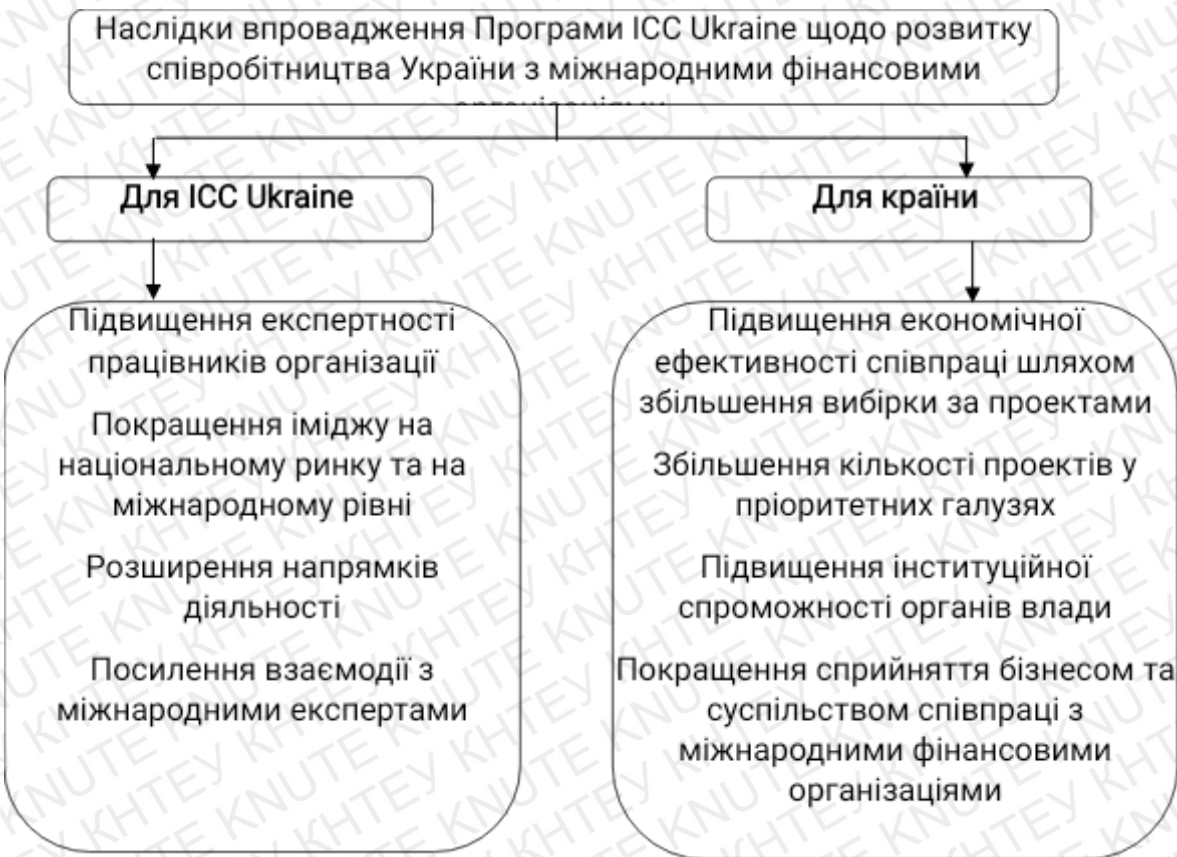 Наслідки впровадження Програми ICC Ukraine щодо розвитку
співробітництва України з міжнародними фінансовими
Для ICC Ukraine
Для країни
Підвищення експертності
працівників організації
Покращення іміджу на
національному ринку та на
міжнародному рівні
Розширення напрямків
діяльності
Посилення взаємодії з
міжнародними експертами
Підвищення економічної
ефективності співпраці шляхом
збільшення вибірки за проектами
Збільшення кількості проектів у
пріоритетних галузях
Підвищення інституційної
спроможності органів влади
Покращення сприйняття бізнесом та
суспільством співпраці з
міжнародними фінансовими
організаціями